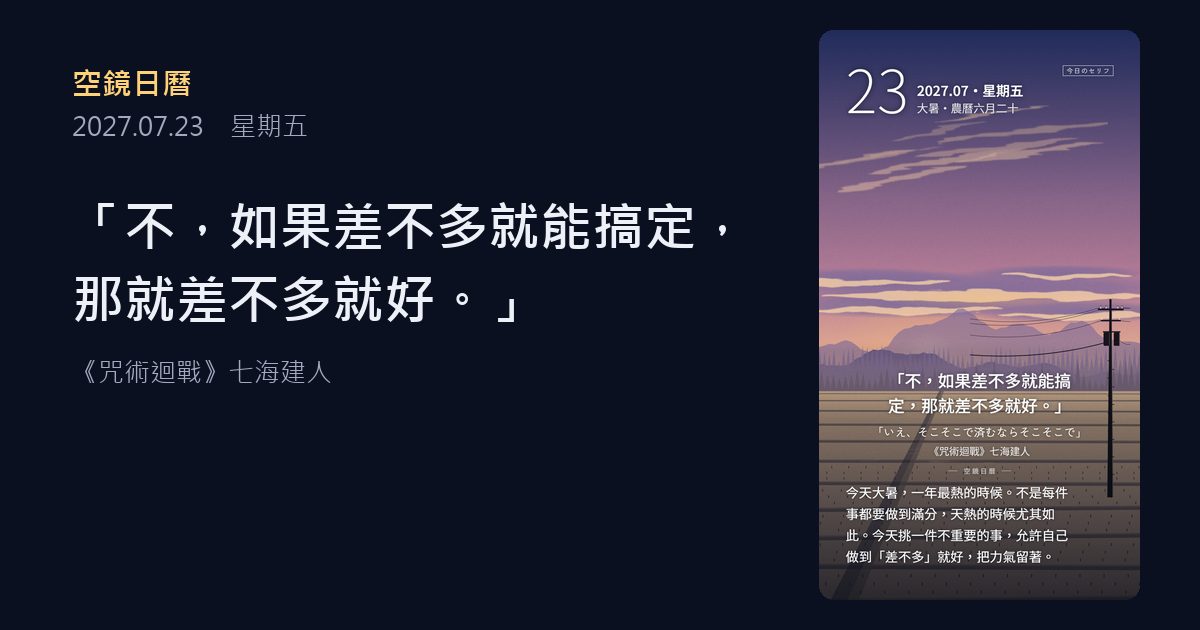 空鏡日曆
2027.07.23　星期五
「不，如果差不多就能搞定，
那就差不多就好。」
《咒術迴戰》七海建人
23
2027.07・星期五
大暑・農曆六月二十
今日のセリフ
「不，如果差不多就能搞
定，那就差不多就好。」
「いえ、そこそこで済むならそこそこで」
《咒術迴戰》七海建人
— 空鏡日曆 —
今天大暑，一年最熱的時候。不是每件
事都要做到滿分，天熱的時候尤其如
此。今天挑一件不重要的事，允許自己
做到「差不多」就好，把力氣留著。